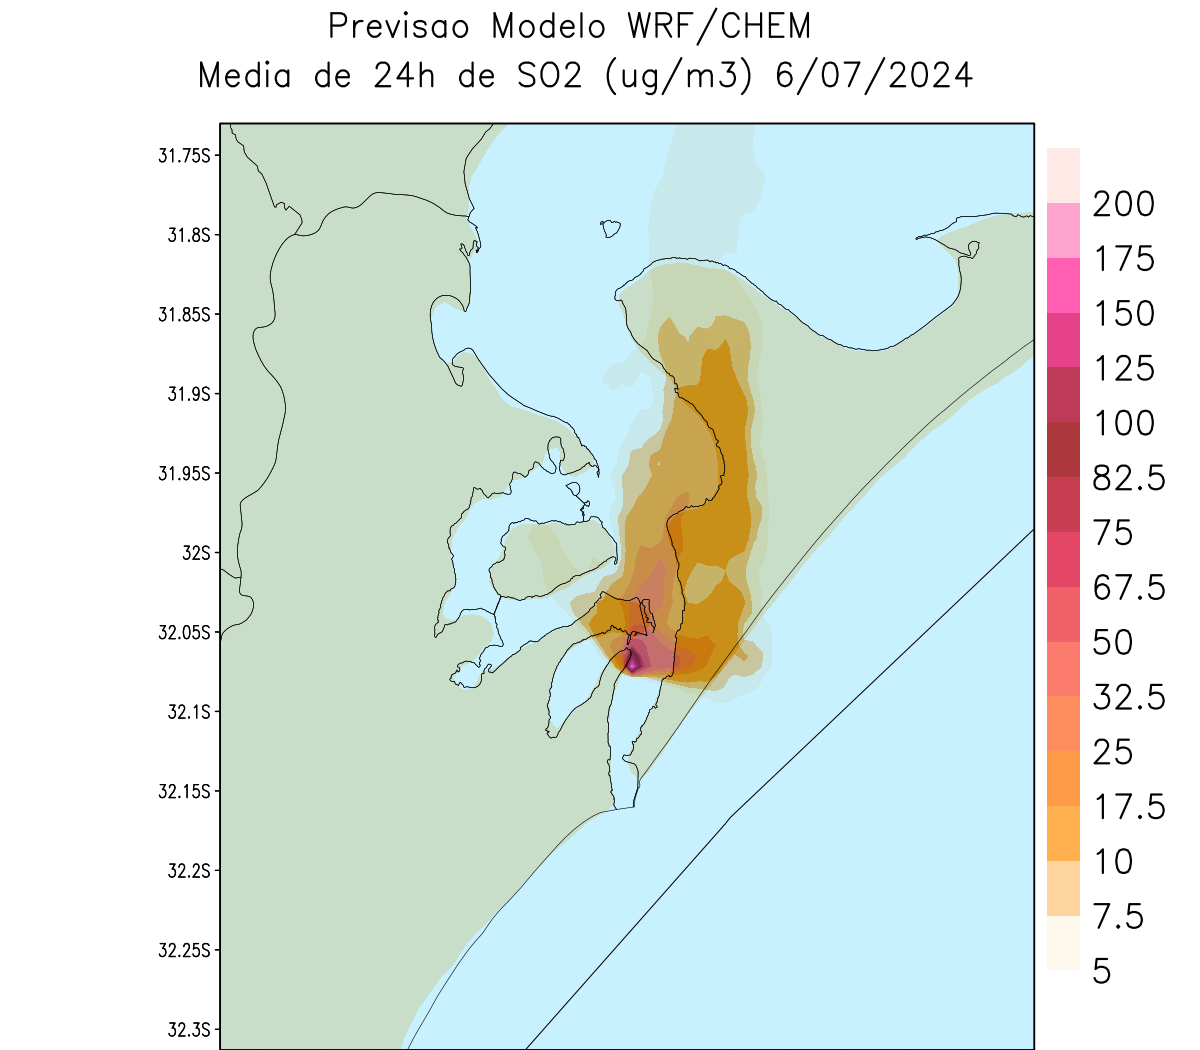 Previsao Modelo WRF/CHEM
Media de 24h de SO2 (ug/m3) 6/07/2024
31.75S
31.8S
31.85S
31.9S
31.95S
32S
32.05S
32.1S
32.15S
32.2S
32.25S
32.3S
200
175
150
125
100
82.5
75
67.5
50
32.5
25
17.5
10
7.5
5